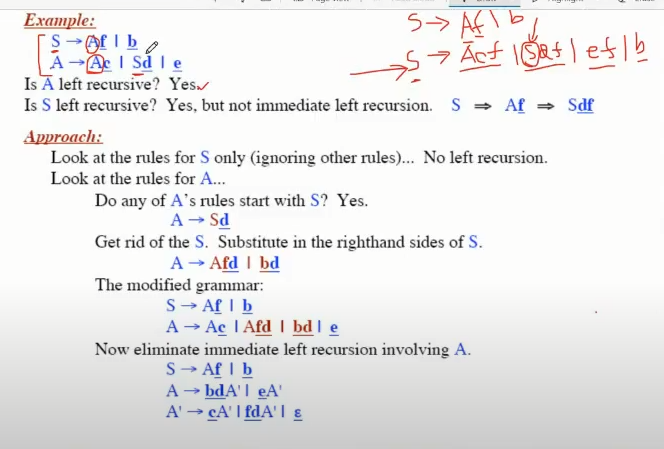 Example:
S → Af | b
A → Ac | Sd | e
Is A left recursive? Yes.
Is S left recursive? Yes, but not immediate left recursion. S ⇒ Af ⇒ Sdf
S → Af | b
S → Acf | Sdf | ef | b
Approach:
Look at the rules for S only (ignoring other rules)... No left recursion.
Look at the rules for A...
Do any of A's rules start with S? Yes.
A → Sd
Get rid of the S. Substitute in the righthand sides of S.
A → Afd | bd
The modified grammar:
S → Af | b
A → Ac | Afd | bd | e
Now eliminate immediate left recursion involving A.
S → Af | b
A → bdA' | eA'
A' → cA' | fdA' | ε